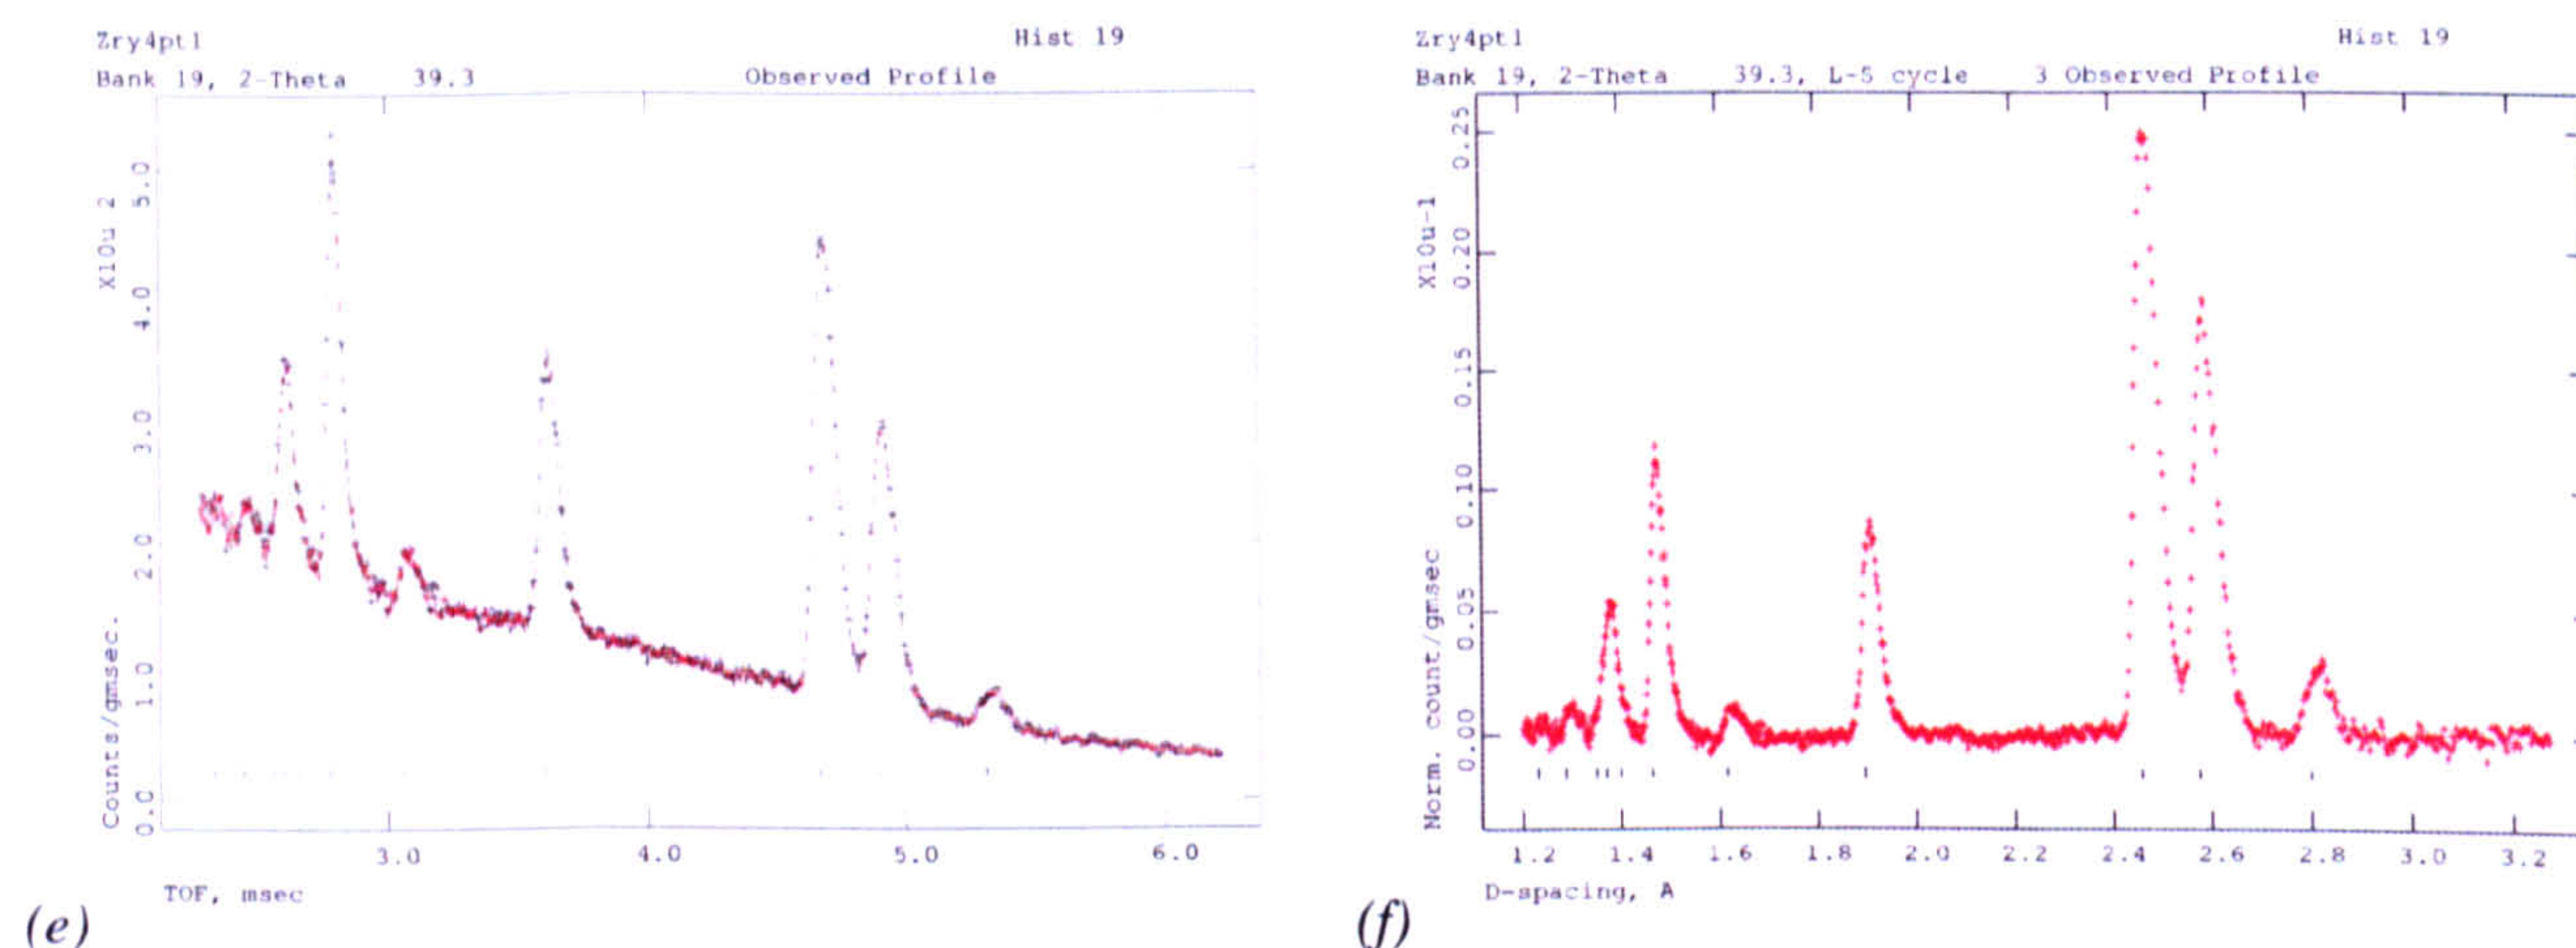 Zry4pt1 Hist 19
Bank 19, 2-Theta 39.3 Observed Profile
X10u 2
Counts/gmsec.
5.0
4.0
3.0
2.0
1.0
0.0
3.0 4.0 5.0 6.0
TOF, msec
(e)
Zry4pt1 Hist 19
Bank 19, 2-Theta 39.3, L-S cycle 3 Observed Profile
X10u-1
Norm. count/gmsec
0.25
0.20
0.15
0.10
0.05
0.00
1.2 1.4 1.6 1.8 2.0 2.2 2.4 2.6 2.8 3.0 3.2
D-spacing, A
(f)